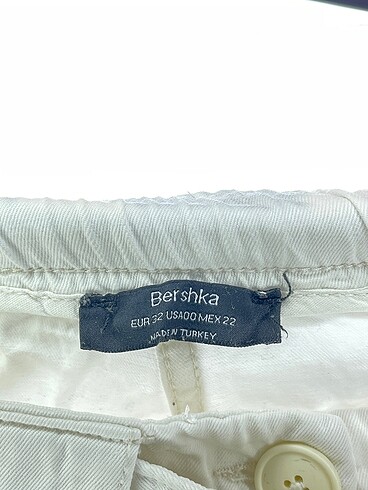 Bershka
EUR 32 USA00 MEX 22
MADE IN TURKEY